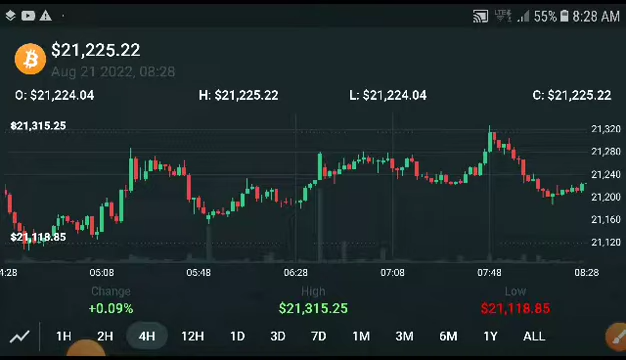 LTE 55% 8:28 AM
$21,225.22
Aug 21 2022, 08:28
O: $21,224.04 H: $21,225.22 L: $21,224.04 C: $21,225.22
$21,315.25
21,320
21,280
21,240
21,200
21,160
$21,118.85
21,120
4:28 05:08 05:48 06:28 07:08 07:48 08:28
Change High Low
+0.09% $21,315.25 $21,118.85
1H 2H 4H 12H 1D 3D 7D 1M 3M 6M 1Y ALL